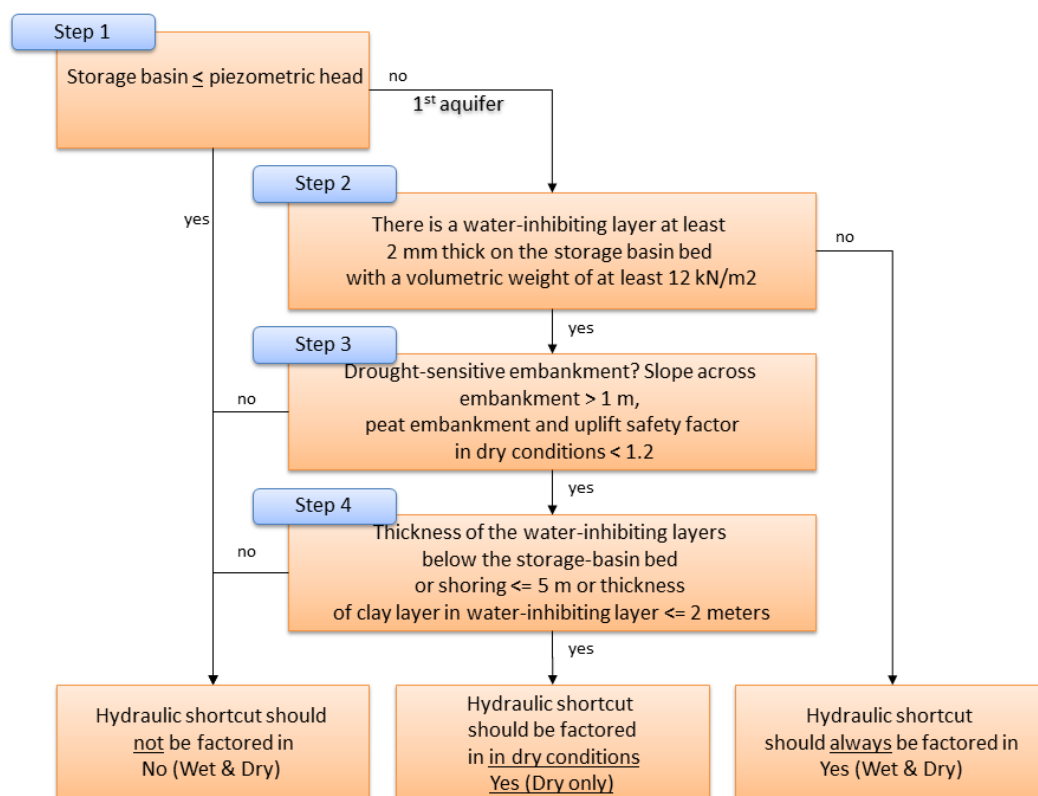 Step 1
Storage basin ≤ piezometric head
no
1st aquifer
yes
Step 2
There is a water-inhibiting layer at least
2 mm thick on the storage basin bed
with a volumetric weight of at least 12 kN/m2
no
yes
Step 3
Drought-sensitive embankment? Slope across
embankment > 1 m,
peat embankment and uplift safety factor
in dry conditions < 1.2
no
yes
Step 4
Thickness of the water-inhibiting layers
below the storage-basin bed
or shoring <= 5 m or thickness
of clay layer in water-inhibiting layer <= 2 meters
no
yes
Hydraulic shortcut should
not be factored in
No (Wet & Dry)
Hydraulic shortcut
should be factored
in in dry conditions
Yes (Dry only)
Hydraulic shortcut
should always be factored in
Yes (Wet & Dry)